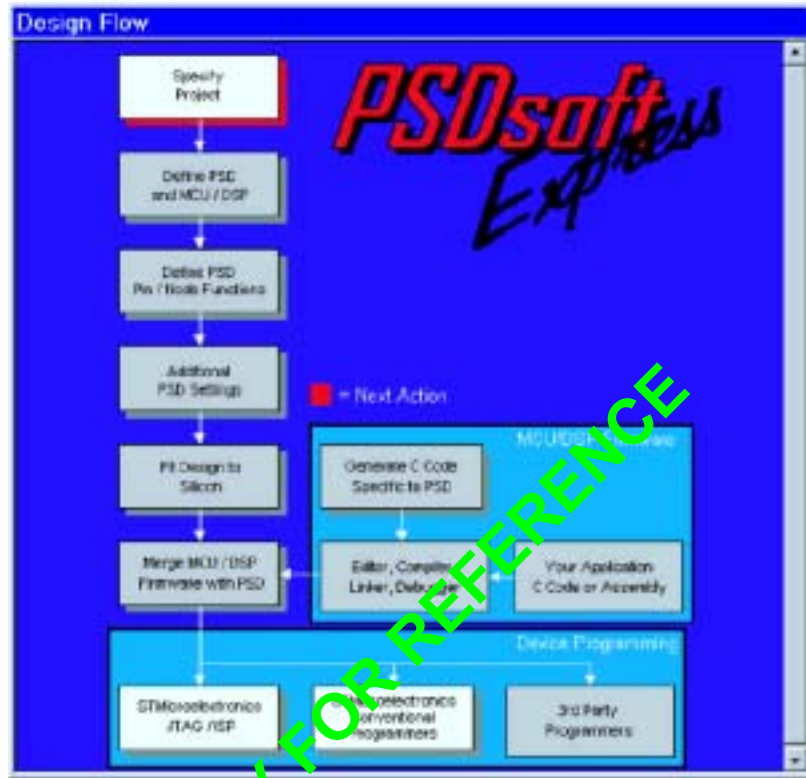 Design Flow
PSDsoft
Express
Specify
Project
Define PSD
and MCU / DSP
Define PSD
Pin / Node Functions
Additional
PSD Settings
= Next Action
Fit Design to
Silicon
MCU/DSP Firmware
Generate C Code
Specific to PSD
Merge MCU / DSP
Firmware with PSD
Editor, Compiler,
Linker, Debugger
Your Application
C Code or Assembly
Device Programming
STMicroelectronics
JTAG / ISP
STMicroelectronics
Conventional
Programmers
3rd Party
Programmers
FOR REFERENCE